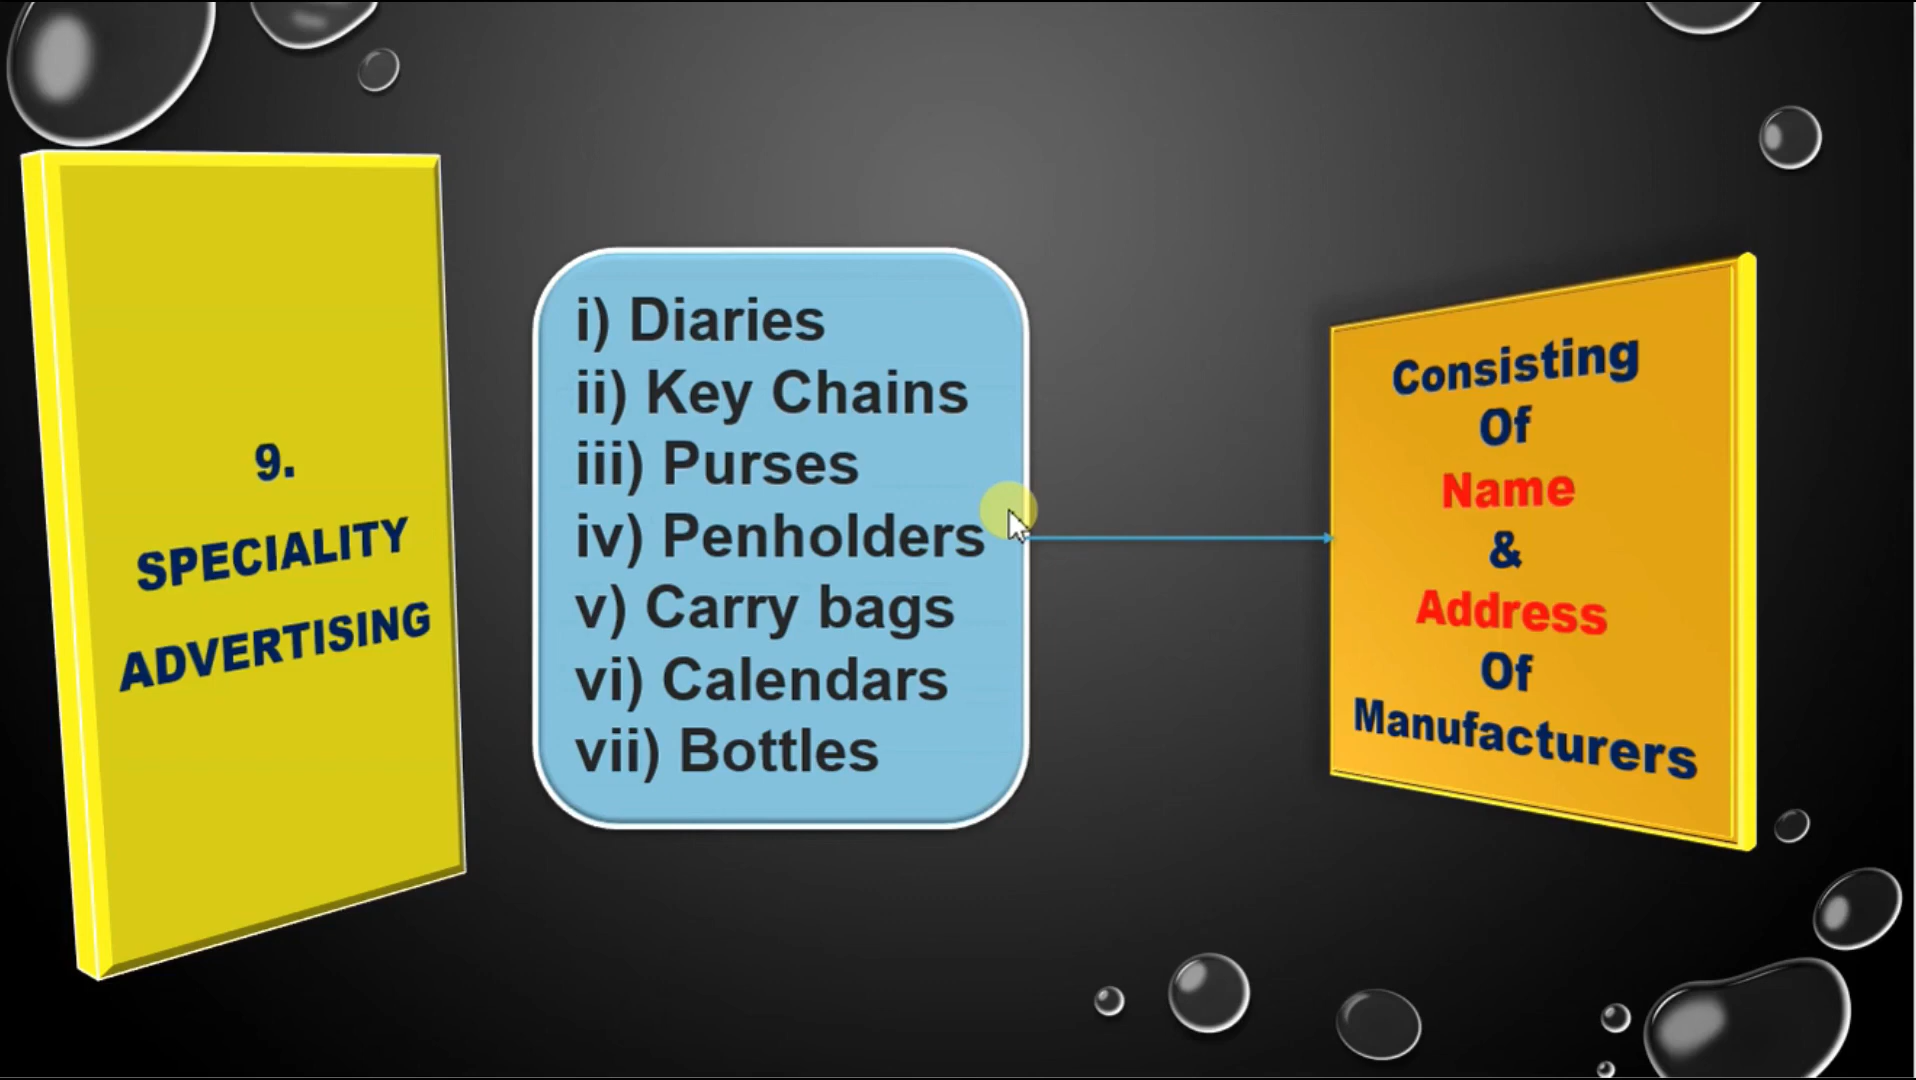 9.
SPECIALITY
ADVERTISING
i) Diaries
ii) Key Chains
iii) Purses
iv) Penholders
v) Carry bags
vi) Calendars
vii) Bottles
Consisting
Of
Name
&
Address
Of
Manufacturers